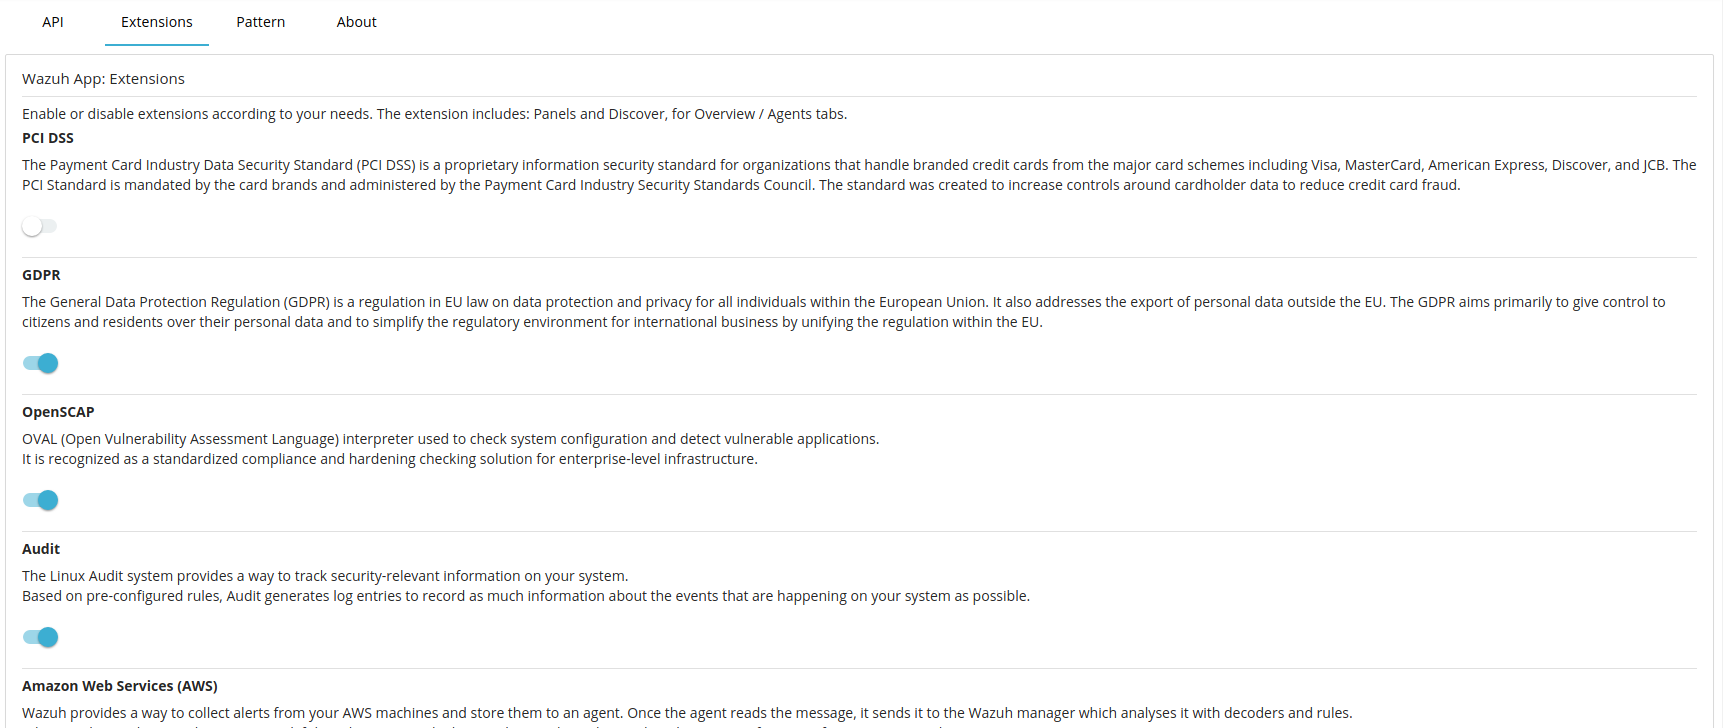 API Extensions Pattern About
Wazuh App: Extensions
Enable or disable extensions according to your needs. The extension includes: Panels and Discover, for Overview / Agents tabs.
PCI DSS
The Payment Card Industry Data Security Standard (PCI DSS) is a proprietary information security standard for organizations that handle branded credit cards from the major card schemes including Visa, MasterCard, American Express, Discover, and JCB. The
PCI Standard is mandated by the card brands and administered by the Payment Card Industry Security Standards Council. The standard was created to increase controls around cardholder data to reduce credit card fraud.
GDPR
The General Data Protection Regulation (GDPR) is a regulation in EU law on data protection and privacy for all individuals within the European Union. It also addresses the export of personal data outside the EU. The GDPR aims primarily to give control to
citizens and residents over their personal data and to simplify the regulatory environment for international business by unifying the regulation within the EU.
OpenSCAP
OVAL (Open Vulnerability Assessment Language) interpreter used to check system configuration and detect vulnerable applications.
It is recognized as a standardized compliance and hardening checking solution for enterprise-level infrastructure.
Audit
The Linux Audit system provides a way to track security-relevant information on your system.
Based on pre-configured rules, Audit generates log entries to record as much information about the events that are happening on your system as possible.
Amazon Web Services (AWS)
Wazuh provides a way to collect alerts from your AWS machines and store them to an agent. Once the agent reads the message, it sends it to the Wazuh manager which analyses it with decoders and rules.